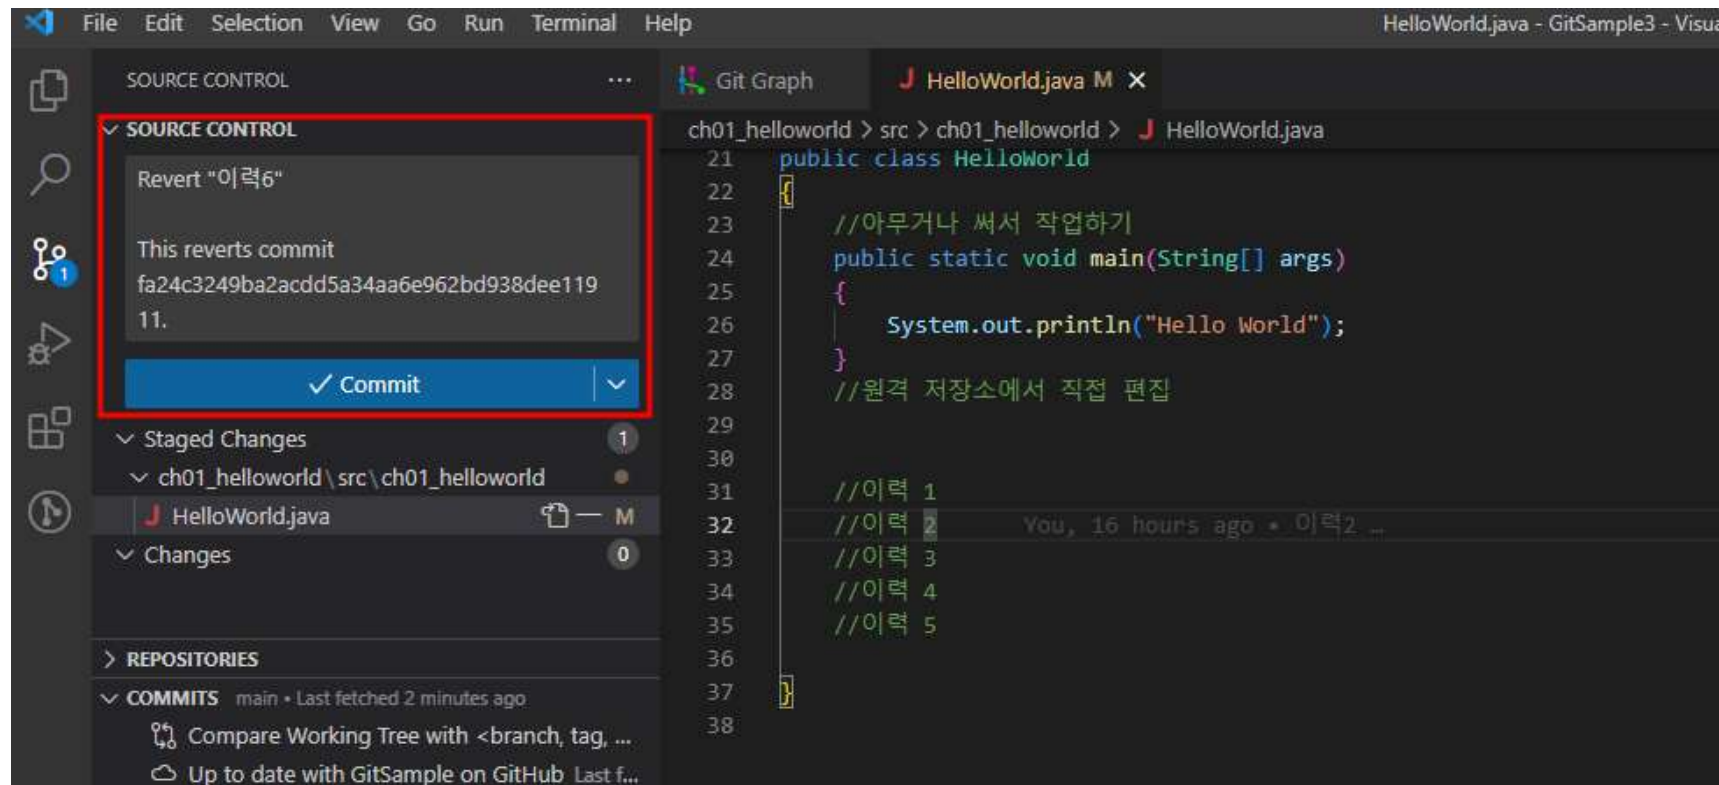 File Edit Selection View Go Run Terminal Help
HelloWorld.java - GitSample3 - Visua
SOURCE CONTROL
SOURCE CONTROL
Revert "이력6"
This reverts commit
fa24c3249ba2acdd5a34aa6e962bd938dee119
11.
Commit
Staged Changes 1
ch01_helloworld\src\ch01_helloworld
J HelloWorld.java M
Changes 0
REPOSITORIES
COMMITS main • Last fetched 2 minutes ago
Compare Working Tree with <branch, tag, ...
Up to date with GitSample on GitHub Last f...
Git Graph
J HelloWorld.java M
ch01_helloworld > src > ch01_helloworld > J HelloWorld.java
21 public class HelloWorld
22 {
23 //아무거나 써서 작업하기
24 public static void main(String[] args)
25 {
26 System.out.println("Hello World");
27 }
28 //원격 저장소에서 직접 편집
29
30
31 //이력 1
32 //이력 2 You, 16 hours ago • 이력2 …
33 //이력 3
34 //이력 4
35 //이력 5
36
37 }
38
1